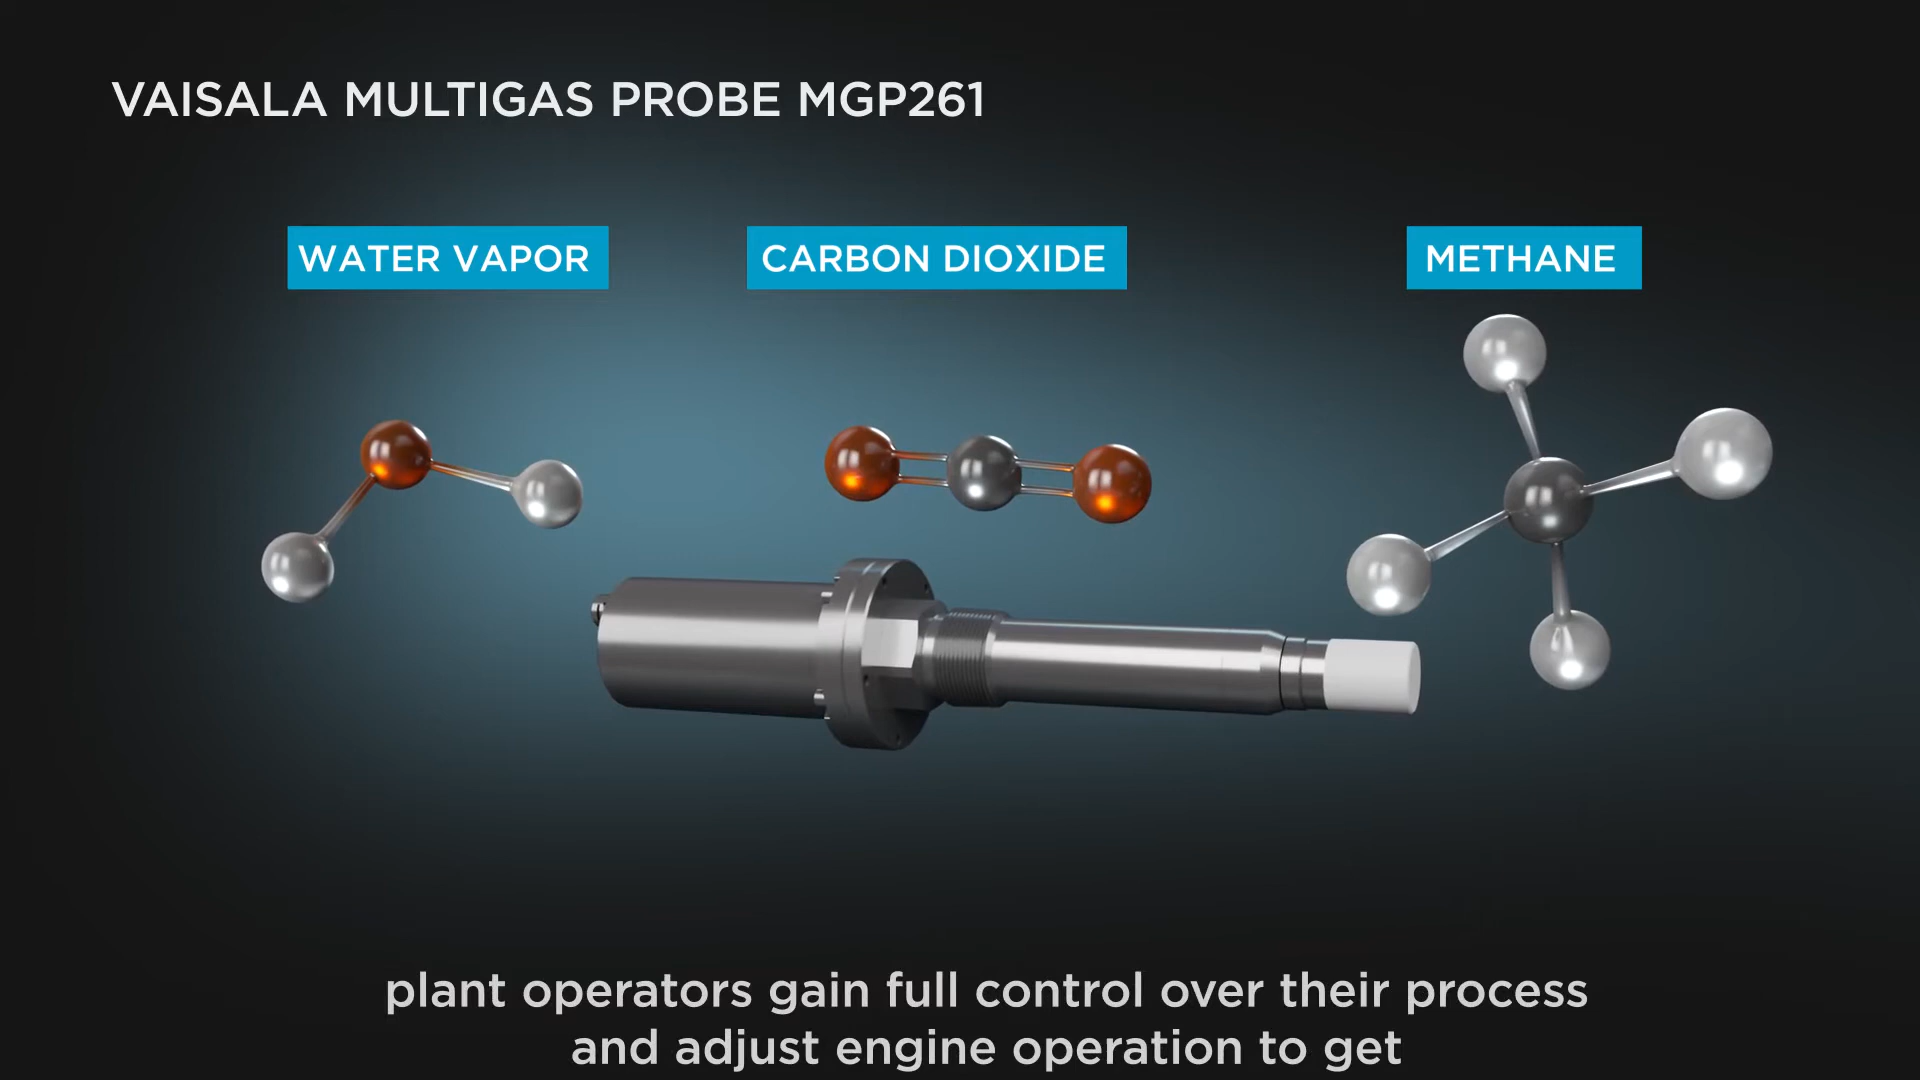 VAISALA MULTIGAS PROBE MGP261
WATER VAPOR
CARBON DIOXIDE
METHANE
plant operators gain full control over their process
and adjust engine operation to get